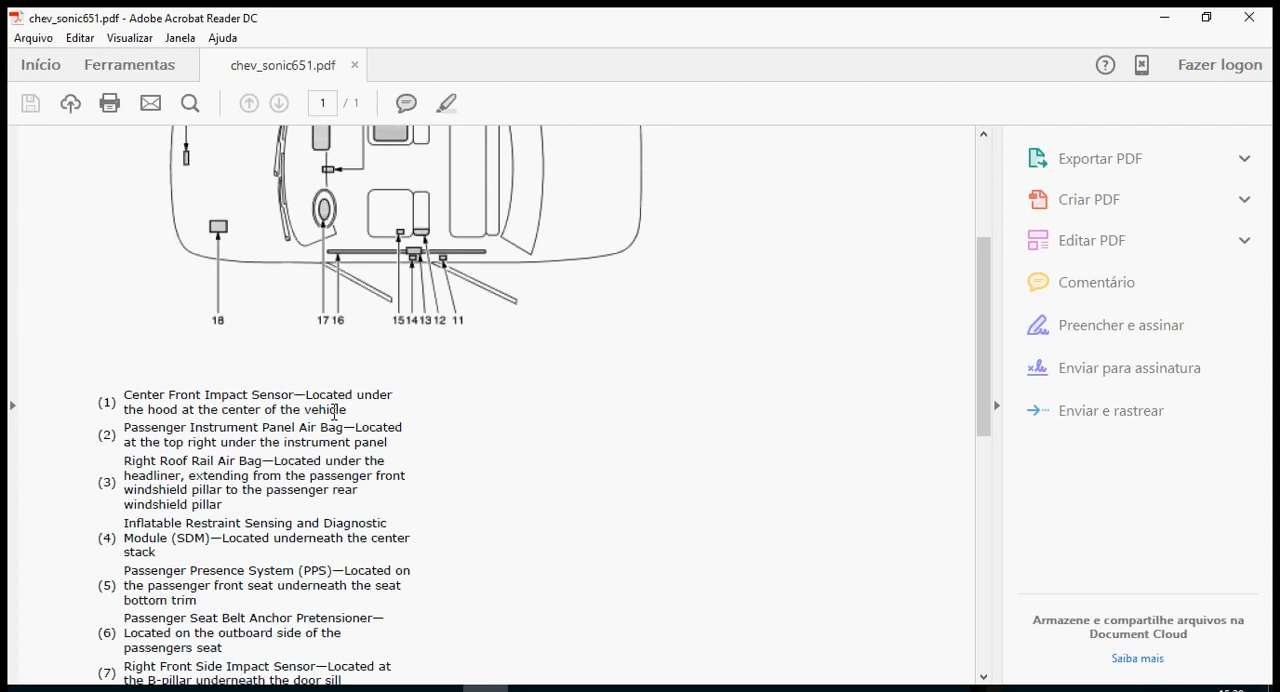 chev_sonic651.pdf - Adobe Acrobat Reader DC
Arquivo Editar Visualizar Janela Ajuda
Início Ferramentas chev_sonic651.pdf × Fazer logon
1 / 1
18 17 16 15 14 13 12 11
(1) Center Front Impact Sensor—Located under
the hood at the center of the vehicle
(2) Passenger Instrument Panel Air Bag—Located
at the top right under the instrument panel
(3) Right Roof Rail Air Bag—Located under the
headliner, extending from the passenger front
windshield pillar to the passenger rear
windshield pillar
Inflatable Restraint Sensing and Diagnostic
(4) Module (SDM)—Located underneath the center
stack
Passenger Presence System (PPS)—Located on
(5) the passenger front seat underneath the seat
bottom trim
Passenger Seat Belt Anchor Pretensioner—
(6) Located on the outboard side of the
passengers seat
(7) Right Front Side Impact Sensor—Located at
the B-pillar underneath the door sill
Exportar PDF
Criar PDF
Editar PDF
Comentário
Preencher e assinar
Enviar para assinatura
Enviar e rastrear
Armazene e compartilhe arquivos na
Document Cloud
Saiba mais